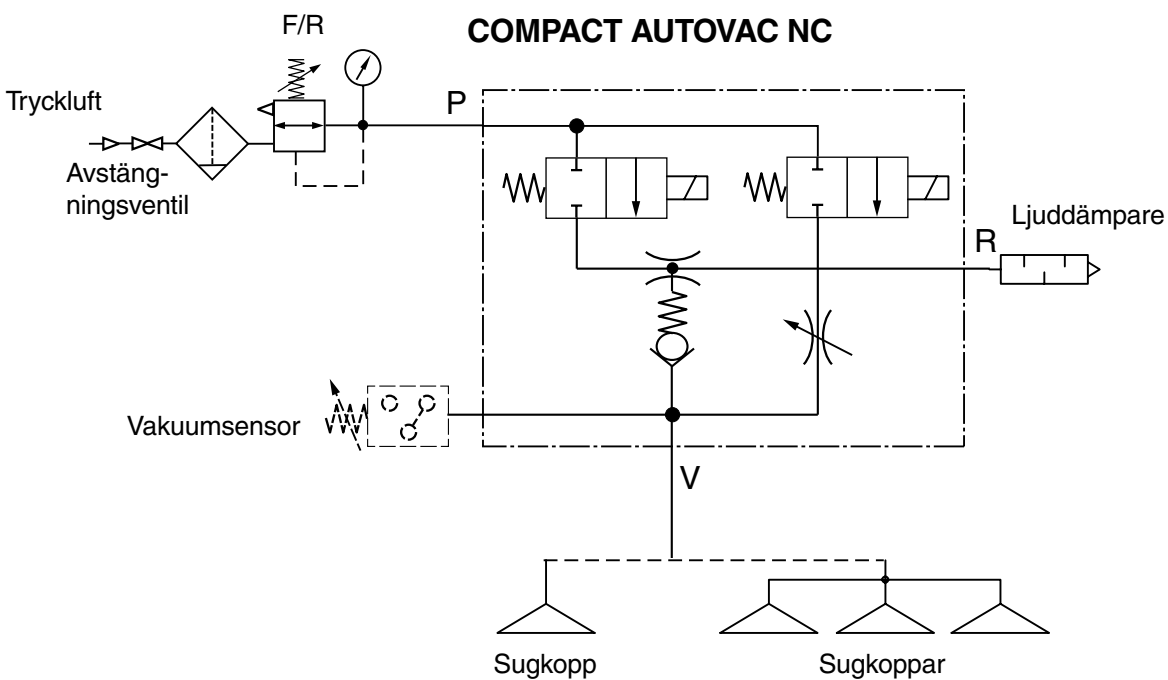 F/R
COMPACT AUTOVAC NC
Tryckluft
P
Avstäng-
ningsventil
R
Ljuddämpare
Vakuumsensor
V
Sugkopp
Sugkoppar